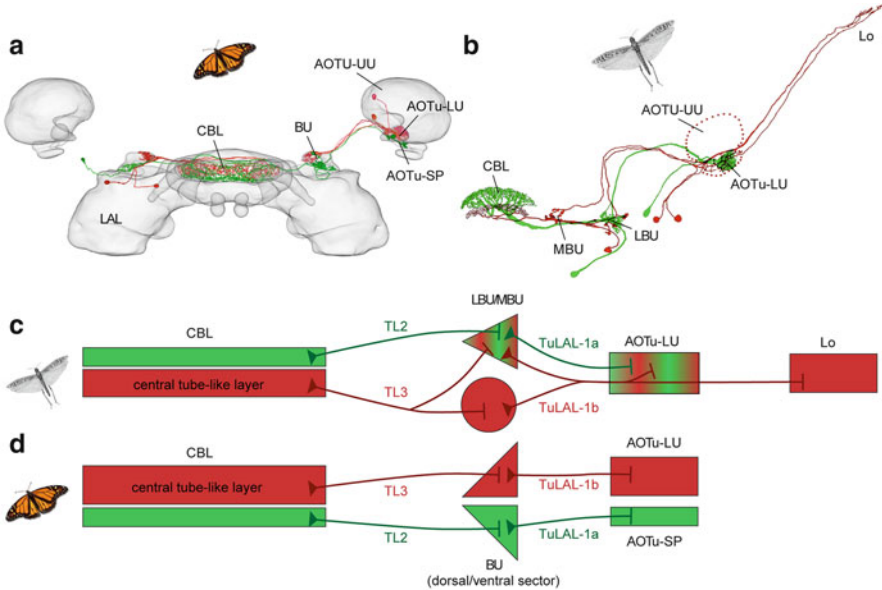 a
AOTU-UU
AOTu-LU
CBL
BU
AOTu-SP
LAL
b
Lo
AOTU-UU
CBL
AOTu-LU
MBU
LBU
c
CBL
TL2
LBU/MBU
TuLAL-1a
AOTu-LU
Lo
central tube-like layer
TL3
TuLAL-1b
d
CBL
AOTu-LU
central tube-like layer
TL3
TuLAL-1b
TL2
TuLAL-1a
AOTu-SP
BU
(dorsal/ventral sector)